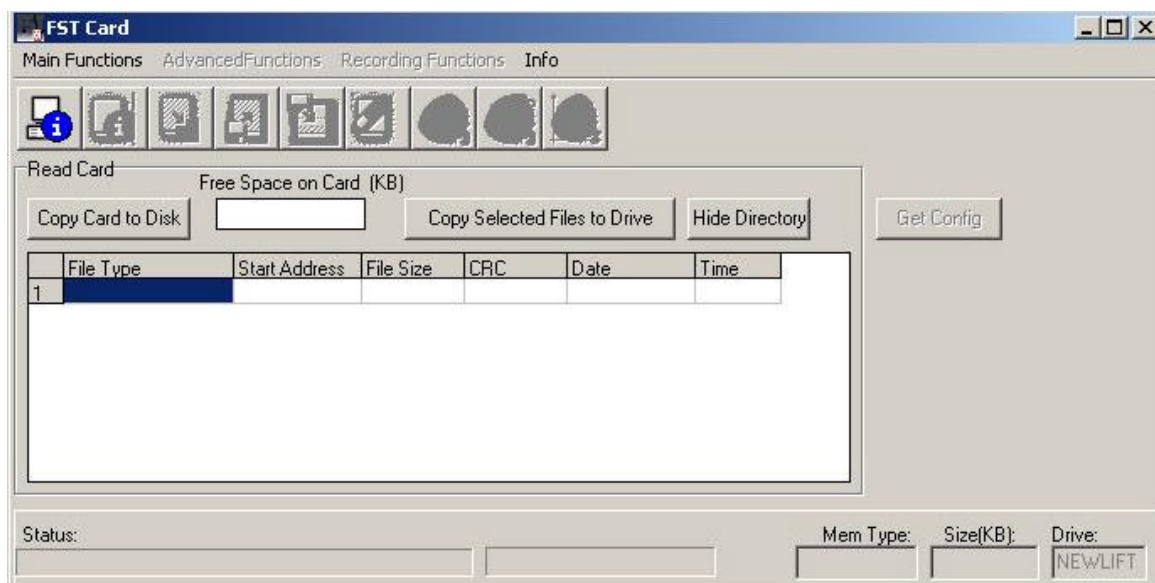 FST Card
Main Functions AdvancedFunctions Recording Functions Info
Read Card
Free Space on Card (KB)
Copy Card to Disk Copy Selected Files to Drive Hide Directory Get Config
File Type Start Address File Size CRC Date Time
1
Status: Mem Type: Size(KB): Drive:
NEWLIFT